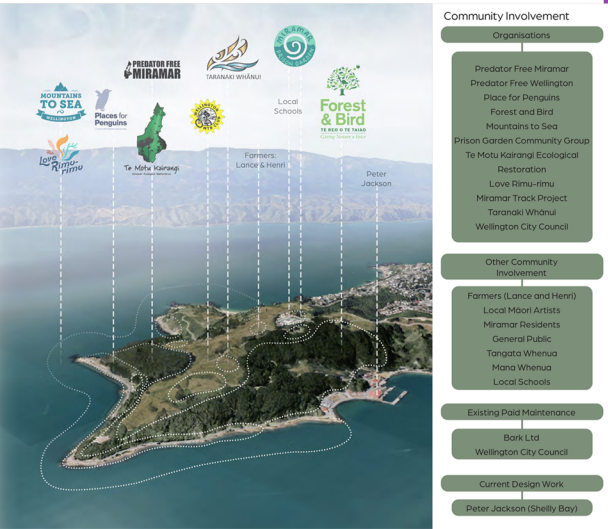 Community Involvement
Organisations
Predator Free Miramar
Predator Free Wellington
Place for Penguins
Forest and Bird
Mountains to Sea
Prison Garden Community Group
Te Motu Kairangi Ecological
Restoration
Love Rimu-rimu
Miramar Track Project
Taranaki Whānui
Wellington City Council
Other Community
Involvement
Farmers (Lance and Henri)
Local Māori Artists
Miramar Residents
General Public
Tangata Whenua
Mana Whenua
Local Schools
Existing Paid Maintenance
Bark Ltd
Wellington City Council
Current Design Work
Peter Jackson (Shellly Bay)
MIRAMAR
PREDATOR FREE
MIRAMAR
TARANAKI WHĀNUI
MOUNTAINS
TO SEA
WELLINGTON
Places for
Penguins
Local
Schools
Forest
& Bird
TE REO O TE TAIAO
Giving Nature a Voice
Love
Rimu-
rimu
Te Motu Kairangi
Farmers:
Lance & Henri
Peter
Jackson